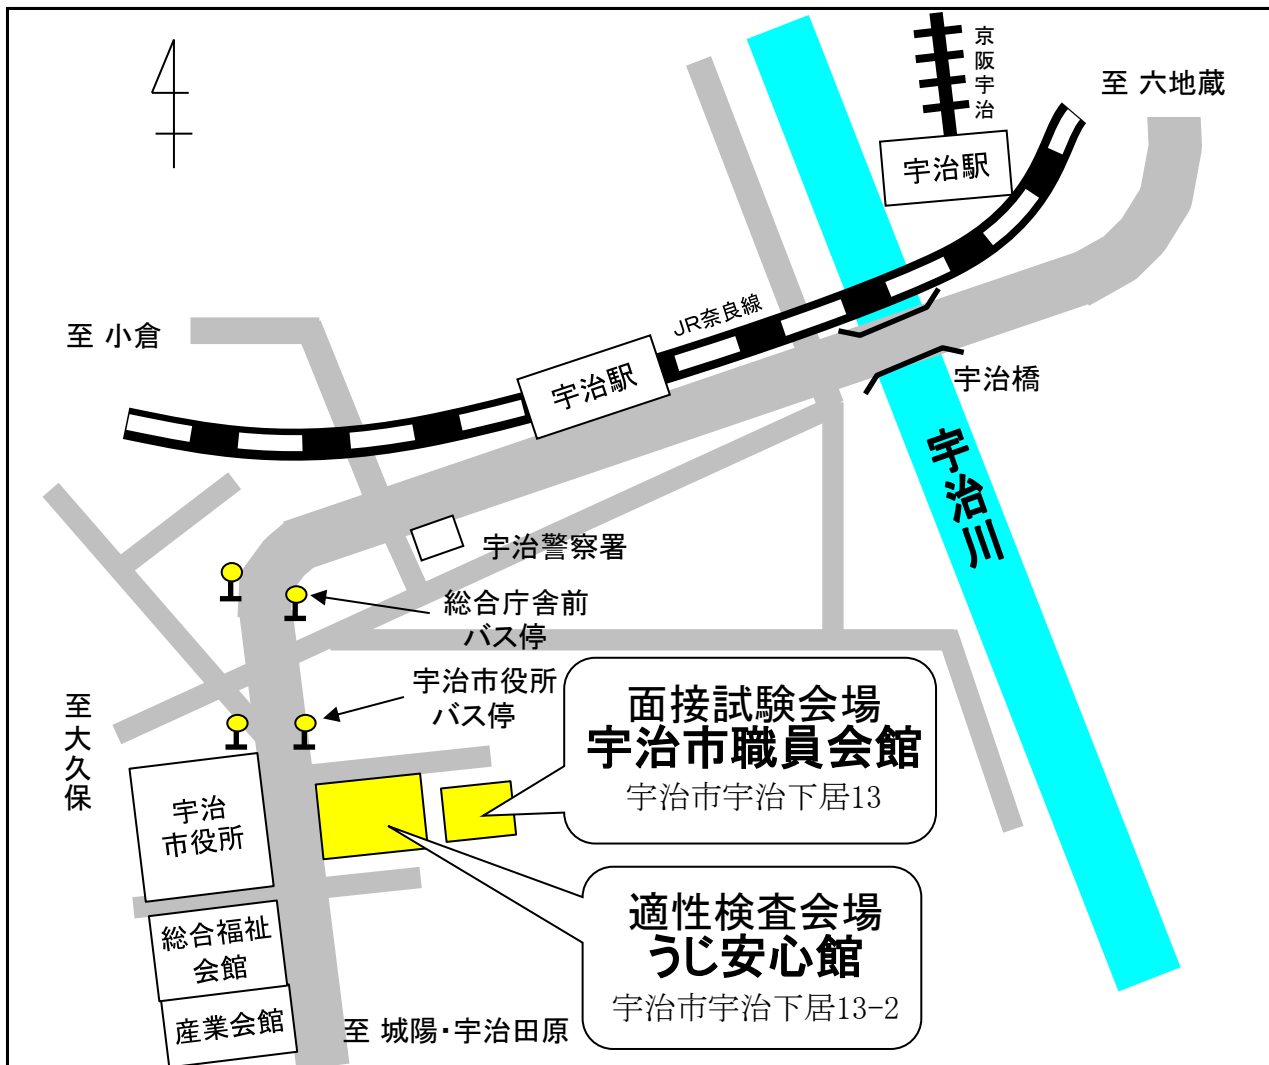 京阪宇治
至 六地蔵
宇治駅
JR奈良線
至 小倉
宇治駅
宇治橋
宇治川
宇治警察署
総合庁舎前
バス停
宇治市役所
バス停
至大久保
面接試験会場
宇治市職員会館
宇治市宇治下居13
宇治
市役所
適性検査会場
うじ安心館
宇治市宇治下居13-2
総合福祉
会館
産業会館
至 城陽・宇治田原